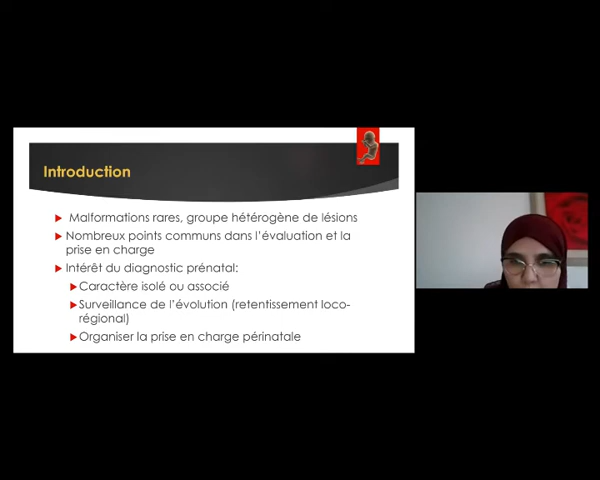 Introduction
Malformations rares, groupe hétérogène de lésions
Nombreux points communs dans l'évaluation et la
prise en charge
Intérêt du diagnostic prénatal:
Caractère isolé ou associé
Surveillance de l'évolution (retentissement loco-
régional)
Organiser la prise en charge périnatale